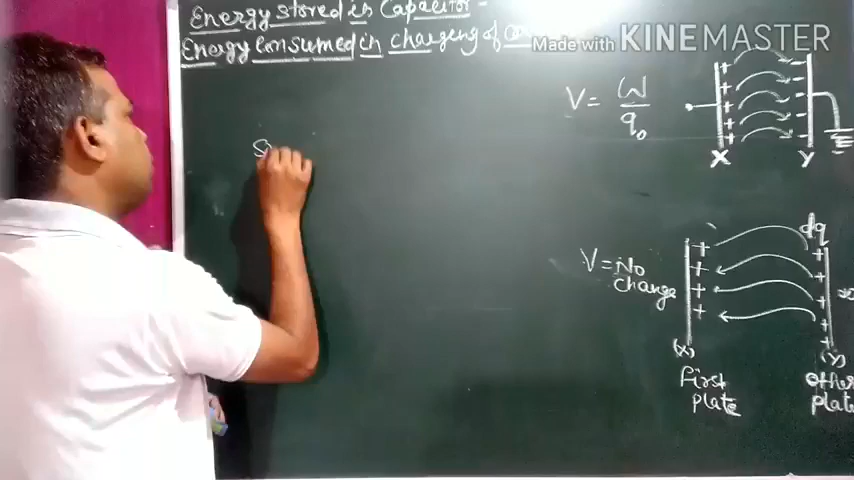 Energy stored in Capacitor -
Energy Consumed in charging of
Made with KINEMASTER
V = W / q₀
X Y
dq
V = No
change
(X) (Y)
First other
plate plate